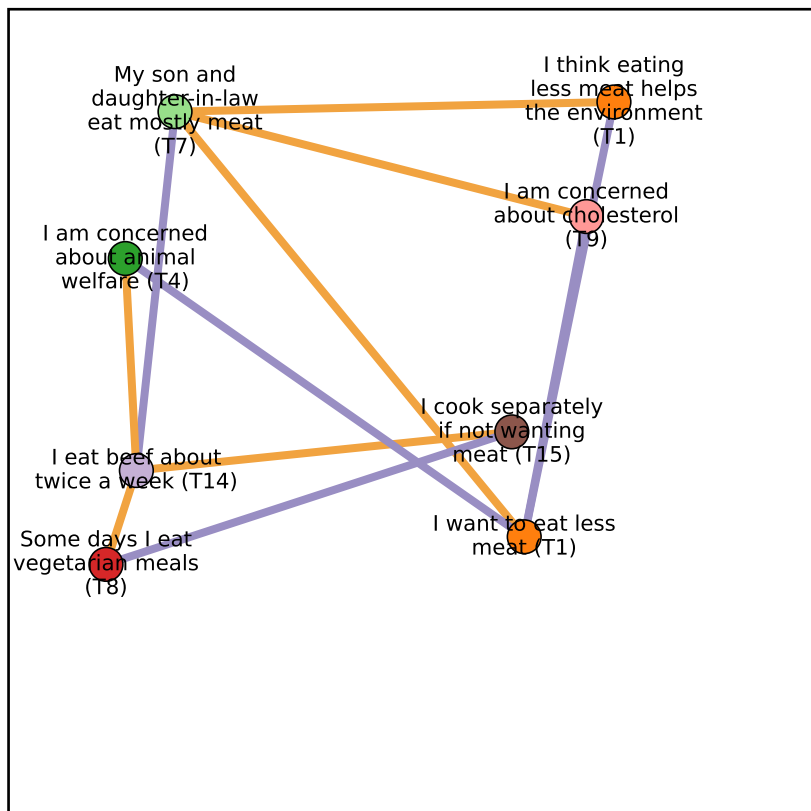 My son and
daughter-in-law
eat mostly meat
(T7)
I think eating
less meat helps
the environment
(T1)
I am concerned
about cholesterol
(T9)
I am concerned
about animal
welfare (T4)
I cook separately
if not wanting
meat (T15)
I eat beef about
twice a week (T14)
I want to eat less
meat (T1)
Some days I eat
vegetarian meals
(T8)